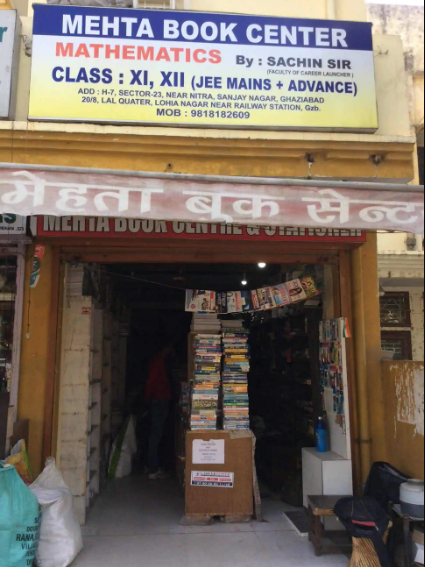 MEHTA BOOK CENTER
MATHEMATICS By : SACHIN SIR
(FACULTY OF CAREER LAUNCHER)
CLASS : XI, XII (JEE MAINS + ADVANCE)
ADD : H-7, SECTOR-23, NEAR NITRA, SANJAY NAGAR, GHAZIABAD
20/8, LAL QUATER, LOHIA NAGAR NEAR RAILWAY STATION, Gzb.
MOB : 9818182609
मेहता बुक सेन्ट
MEHTA BOOK CENTRE & STATIONER